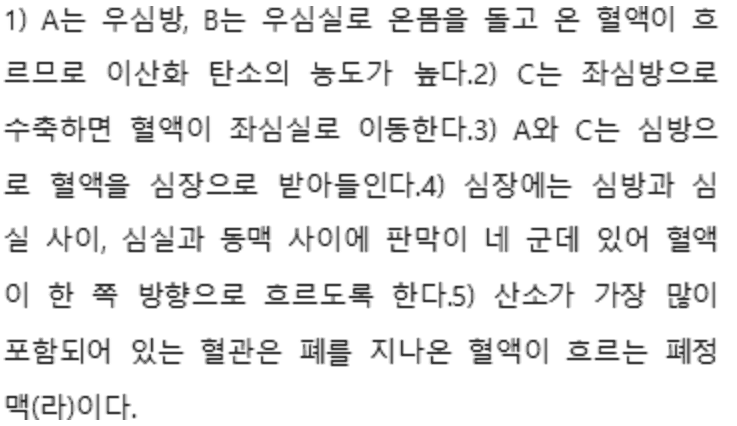 1) A는 우심방, B는 우심실로 온몸을 돌고 온 혈액이 흐
르므로 이산화 탄소의 농도가 높다.2) C는 좌심방으로
수축하면 혈액이 좌심실로 이동한다.3) A와 C는 심방으
로 혈액을 심장으로 받아들인다.4) 심장에는 심방과 심
실 사이, 심실과 동맥 사이에 판막이 네 군데 있어 혈액
이 한 쪽 방향으로 흐르도록 한다.5) 산소가 가장 많이
포함되어 있는 혈관은 폐를 지나온 혈액이 흐르는 폐정
맥(라)이다.